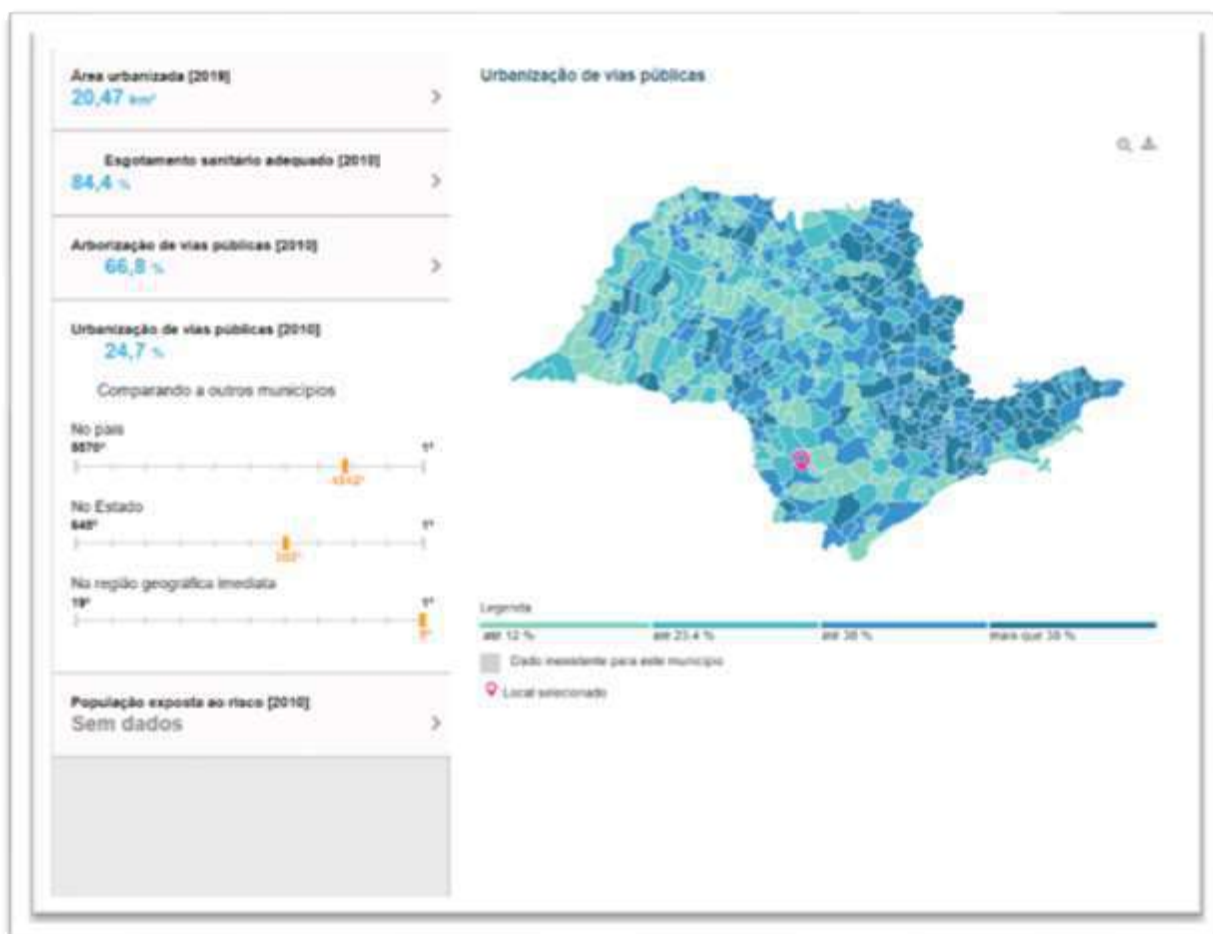 Área urbanizada [2019]
20,47 km²
Esgotamento sanitário adequado [2010]
84,4 %
Arborização de vias públicas [2010]
66,8 %
Urbanização de vias públicas [2010]
24,7 %
Comparando a outros municípios
No país
5570º 1º
No Estado
645º 1º
Na região geográfica imediata
19º 1º
População exposta ao risco [2010]
Sem dados
Urbanização de vias públicas
Legenda
até 12 % até 23,4 % até 38 % mais que 38 %
Dado inexistente para este município
Local selecionado